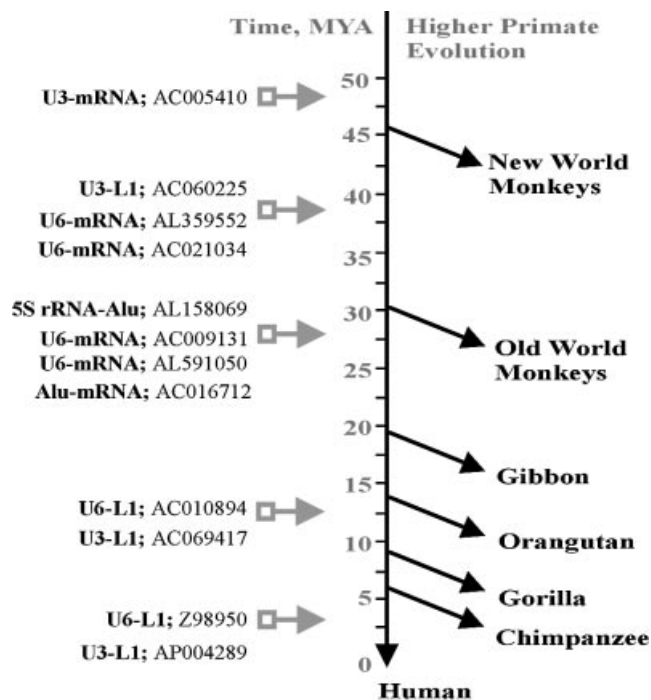 Time, MYA
Higher Primate
Evolution
50
U3-mRNA; AC005410
45
New World
Monkeys
U3-L1; AC060225
40
U6-mRNA; AL359552
U6-mRNA; AC021034
35
5S rRNA-Alu; AL158069
30
U6-mRNA; AC009131
U6-mRNA; AL591050
Old World
Monkeys
25
Alu-mRNA; AC016712
20
Gibbon
15
U6-L1; AC010894
U3-L1; AC069417
10
Orangutan
5
Gorilla
U6-L1; Z98950
Chimpanzee
U3-L1; AP004289
0
Human